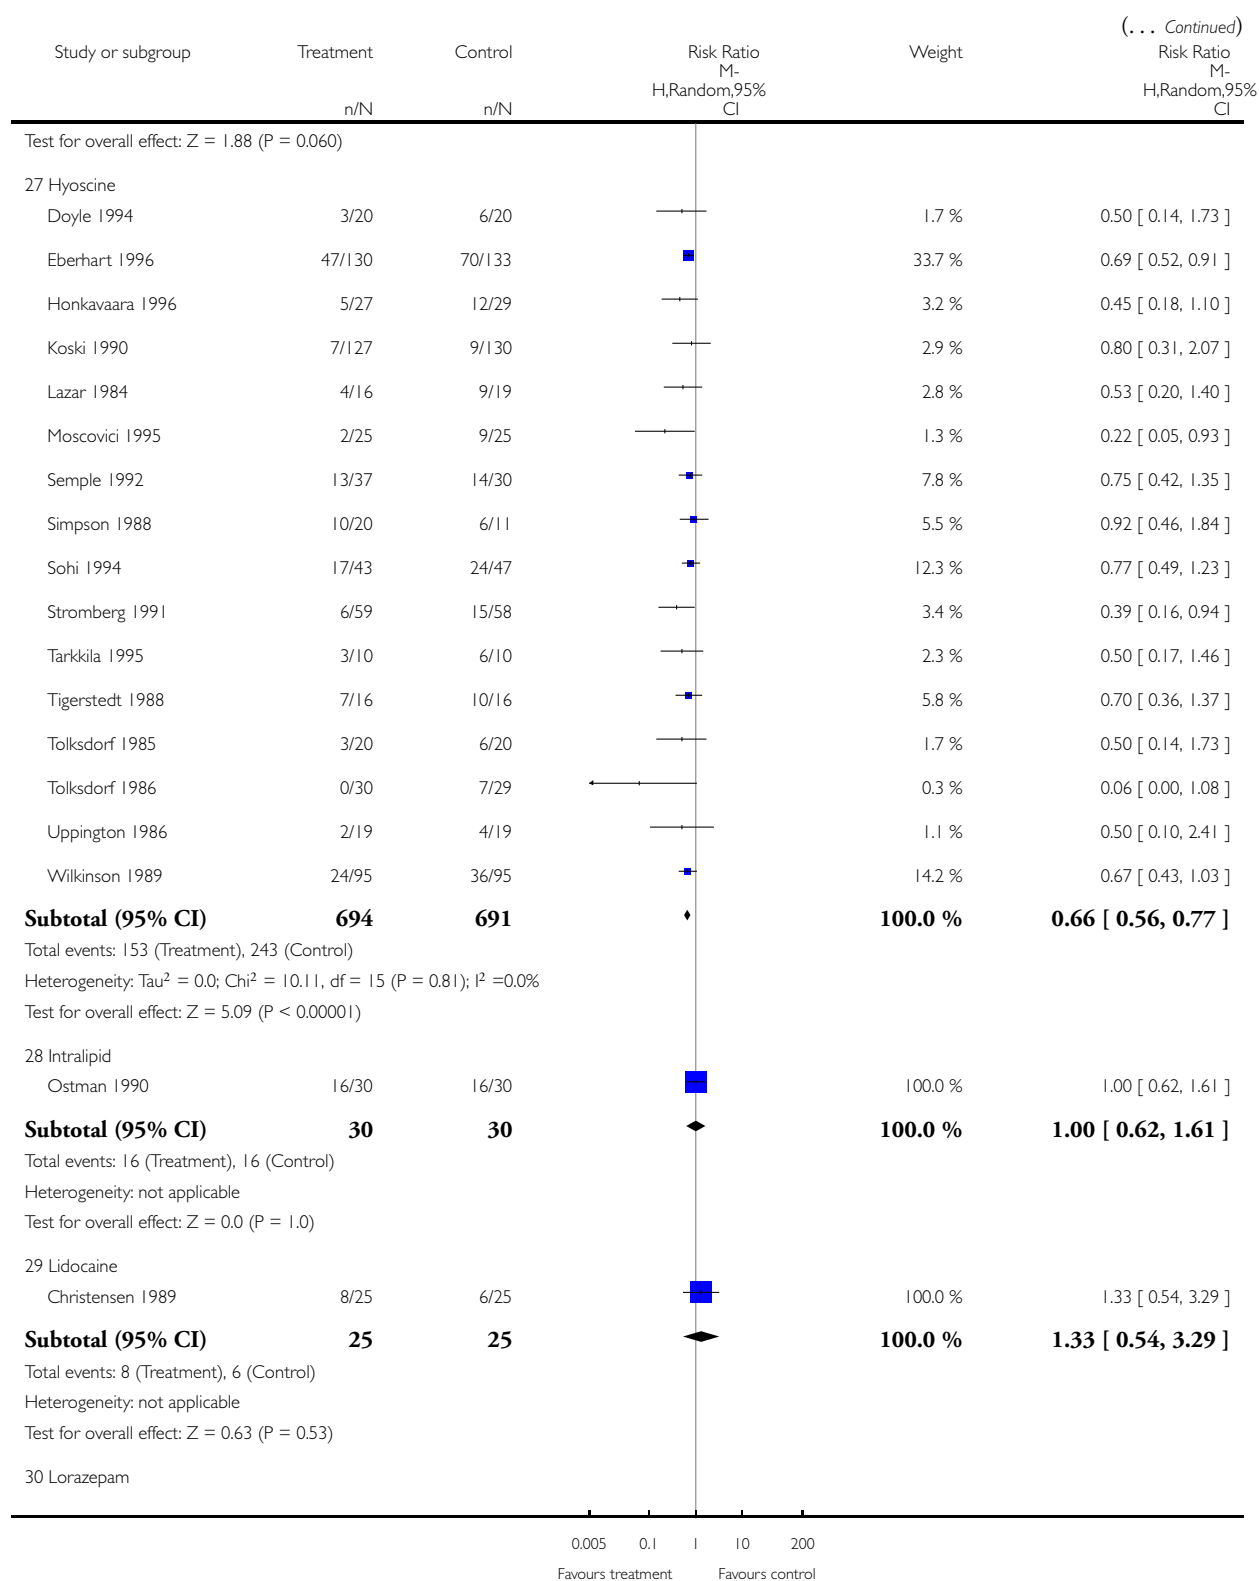 (... Continued)
Study or subgroup Treatment Control Risk Ratio Weight Risk Ratio
M- M-
H,Random,95% H,Random,95%
n/N n/N CI CI
Test for overall effect: Z = 1.88 (P = 0.060)
27 Hyoscine
Doyle 1994 3/20 6/20 1.7 % 0.50 [ 0.14, 1.73 ]
Eberhart 1996 47/130 70/133 33.7 % 0.69 [ 0.52, 0.91 ]
Honkavaara 1996 5/27 12/29 3.2 % 0.45 [ 0.18, 1.10 ]
Koski 1990 7/127 9/130 2.9 % 0.80 [ 0.31, 2.07 ]
Lazar 1984 4/16 9/19 2.8 % 0.53 [ 0.20, 1.40 ]
Moscovici 1995 2/25 9/25 1.3 % 0.22 [ 0.05, 0.93 ]
Semple 1992 13/37 14/30 7.8 % 0.75 [ 0.42, 1.35 ]
Simpson 1988 10/20 6/11 5.5 % 0.92 [ 0.46, 1.84 ]
Sohi 1994 17/43 24/47 12.3 % 0.77 [ 0.49, 1.23 ]
Stromberg 1991 6/59 15/58 3.4 % 0.39 [ 0.16, 0.94 ]
Tarkkila 1995 3/10 6/10 2.3 % 0.50 [ 0.17, 1.46 ]
Tigerstedt 1988 7/16 10/16 5.8 % 0.70 [ 0.36, 1.37 ]
Tolksdorf 1985 3/20 6/20 1.7 % 0.50 [ 0.14, 1.73 ]
Tolksdorf 1986 0/30 7/29 0.3 % 0.06 [ 0.00, 1.08 ]
Uppington 1986 2/19 4/19 1.1 % 0.50 [ 0.10, 2.41 ]
Wilkinson 1989 24/95 36/95 14.2 % 0.67 [ 0.43, 1.03 ]
Subtotal (95% CI) 694 691 100.0 % 0.66 [ 0.56, 0.77 ]
Total events: 153 (Treatment), 243 (Control)
Heterogeneity: Tau² = 0.0; Chi² = 10.11, df = 15 (P = 0.81); I² =0.0%
Test for overall effect: Z = 5.09 (P < 0.00001)
28 Intralipid
Ostman 1990 16/30 16/30 100.0 % 1.00 [ 0.62, 1.61 ]
Subtotal (95% CI) 30 30 100.0 % 1.00 [ 0.62, 1.61 ]
Total events: 16 (Treatment), 16 (Control)
Heterogeneity: not applicable
Test for overall effect: Z = 0.0 (P = 1.0)
29 Lidocaine
Christensen 1989 8/25 6/25 100.0 % 1.33 [ 0.54, 3.29 ]
Subtotal (95% CI) 25 25 100.0 % 1.33 [ 0.54, 3.29 ]
Total events: 8 (Treatment), 6 (Control)
Heterogeneity: not applicable
Test for overall effect: Z = 0.63 (P = 0.53)
30 Lorazepam
0.005 0.1 1 10 200
Favours treatment Favours control